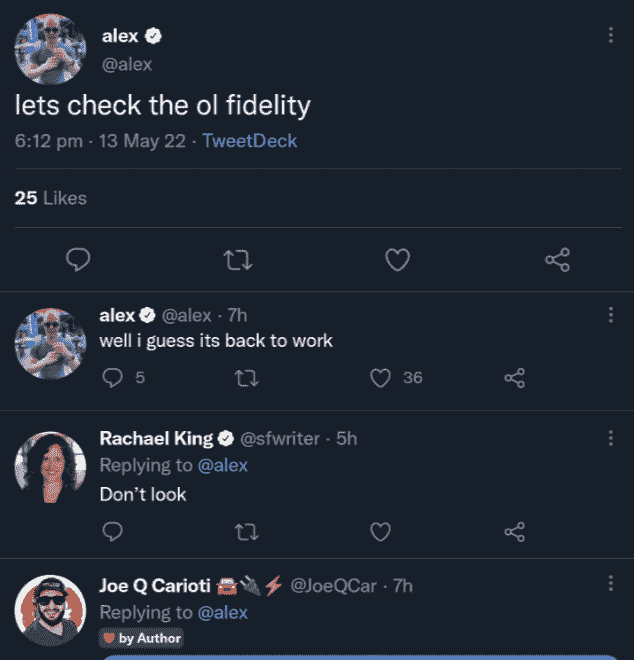 alex
@alex
lets check the ol fidelity
6:12 pm · 13 May 22 · TweetDeck
25 Likes
alex @alex · 7h
well i guess its back to work
5 36
Rachael King @sfwriter · 5h
Replying to @alex
Don't look
Joe Q Carioti 🚘🔌⚡ @JoeQCar · 7h
Replying to @alex
by Author